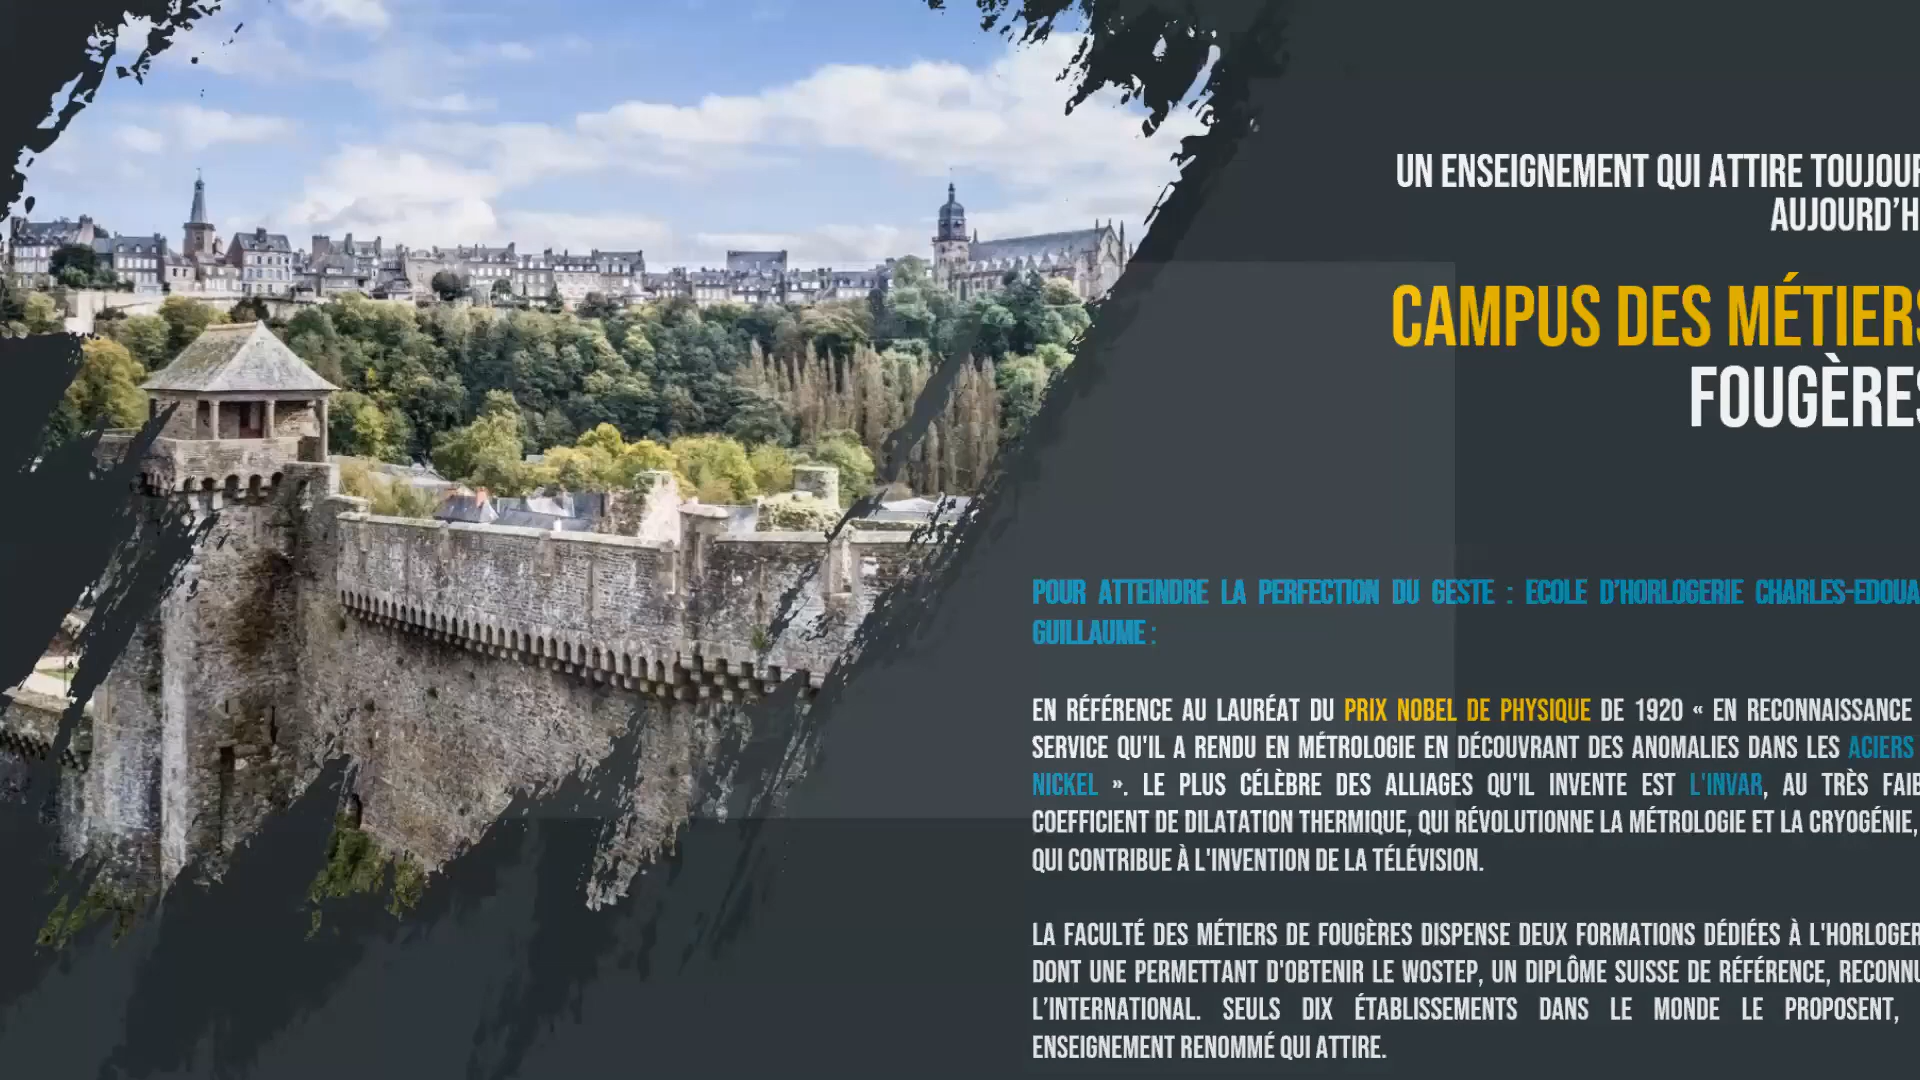 UN ENSEIGNEMENT QUI ATTIRE TOUJOUR
AUJOURD’H
CAMPUS DES MÉTIERS
FOUGÈRES
POUR ATTEINDRE LA PERFECTION DU GESTE : ECOLE D’HORLOGERIE CHARLES-EDOUA
GUILLAUME :
EN RÉFÉRENCE AU LAURÉAT DU PRIX NOBEL DE PHYSIQUE DE 1920 « EN RECONNAISSANCE
SERVICE QU'IL A RENDU EN MÉTROLOGIE EN DÉCOUVRANT DES ANOMALIES DANS LES ACIERS
NICKEL ». LE PLUS CÉLÈBRE DES ALLIAGES QU'IL INVENTE EST L'INVAR, AU TRÈS FAIB
COEFFICIENT DE DILATATION THERMIQUE, QUI RÉVOLUTIONNE LA MÉTROLOGIE ET LA CRYOGÉNIE,
QUI CONTRIBUE À L'INVENTION DE LA TÉLÉVISION.
LA FACULTÉ DES MÉTIERS DE FOUGÈRES DISPENSE DEUX FORMATIONS DÉDIÉES À L'HORLOGER
DONT UNE PERMETTANT D'OBTENIR LE WOSTEP, UN DIPLÔME SUISSE DE RÉFÉRENCE, RECONNU
L’INTERNATIONAL. SEULS DIX ÉTABLISSEMENTS DANS LE MONDE LE PROPOSENT,
ENSEIGNEMENT RENOMMÉ QUI ATTIRE.